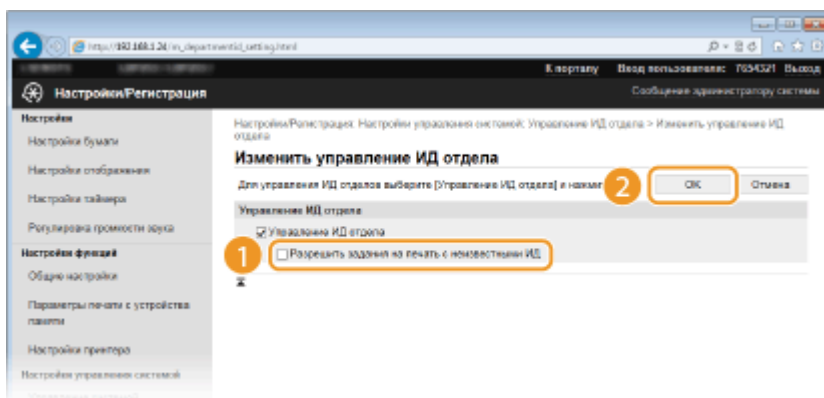 http://192.168.1.24/m_departmentid_setting.html
К порталу Вход пользователя: 7654321 Выход
Настройки/Регистрация Сообщение администратору системы
Настройки
Настройки/Регистрация: Настройки управления системой: Управление ИД отдела > Изменить управление ИД
отдела
Настройки бумаги
Изменить управление ИД отдела
Настройки отображения
Для управления ИД отделов выберите [Управление ИД отдела] и нажмите
2 OK Отмена
Настройки таймера
Управление ИД отдела
Регулировка громкости звука
Управление ИД отдела
Настройки функций
1 Разрешить задания на печать с неизвестными ИД
Общие настройки
Параметры печати с устройства
памяти
Настройки принтера
Настройки управления системой